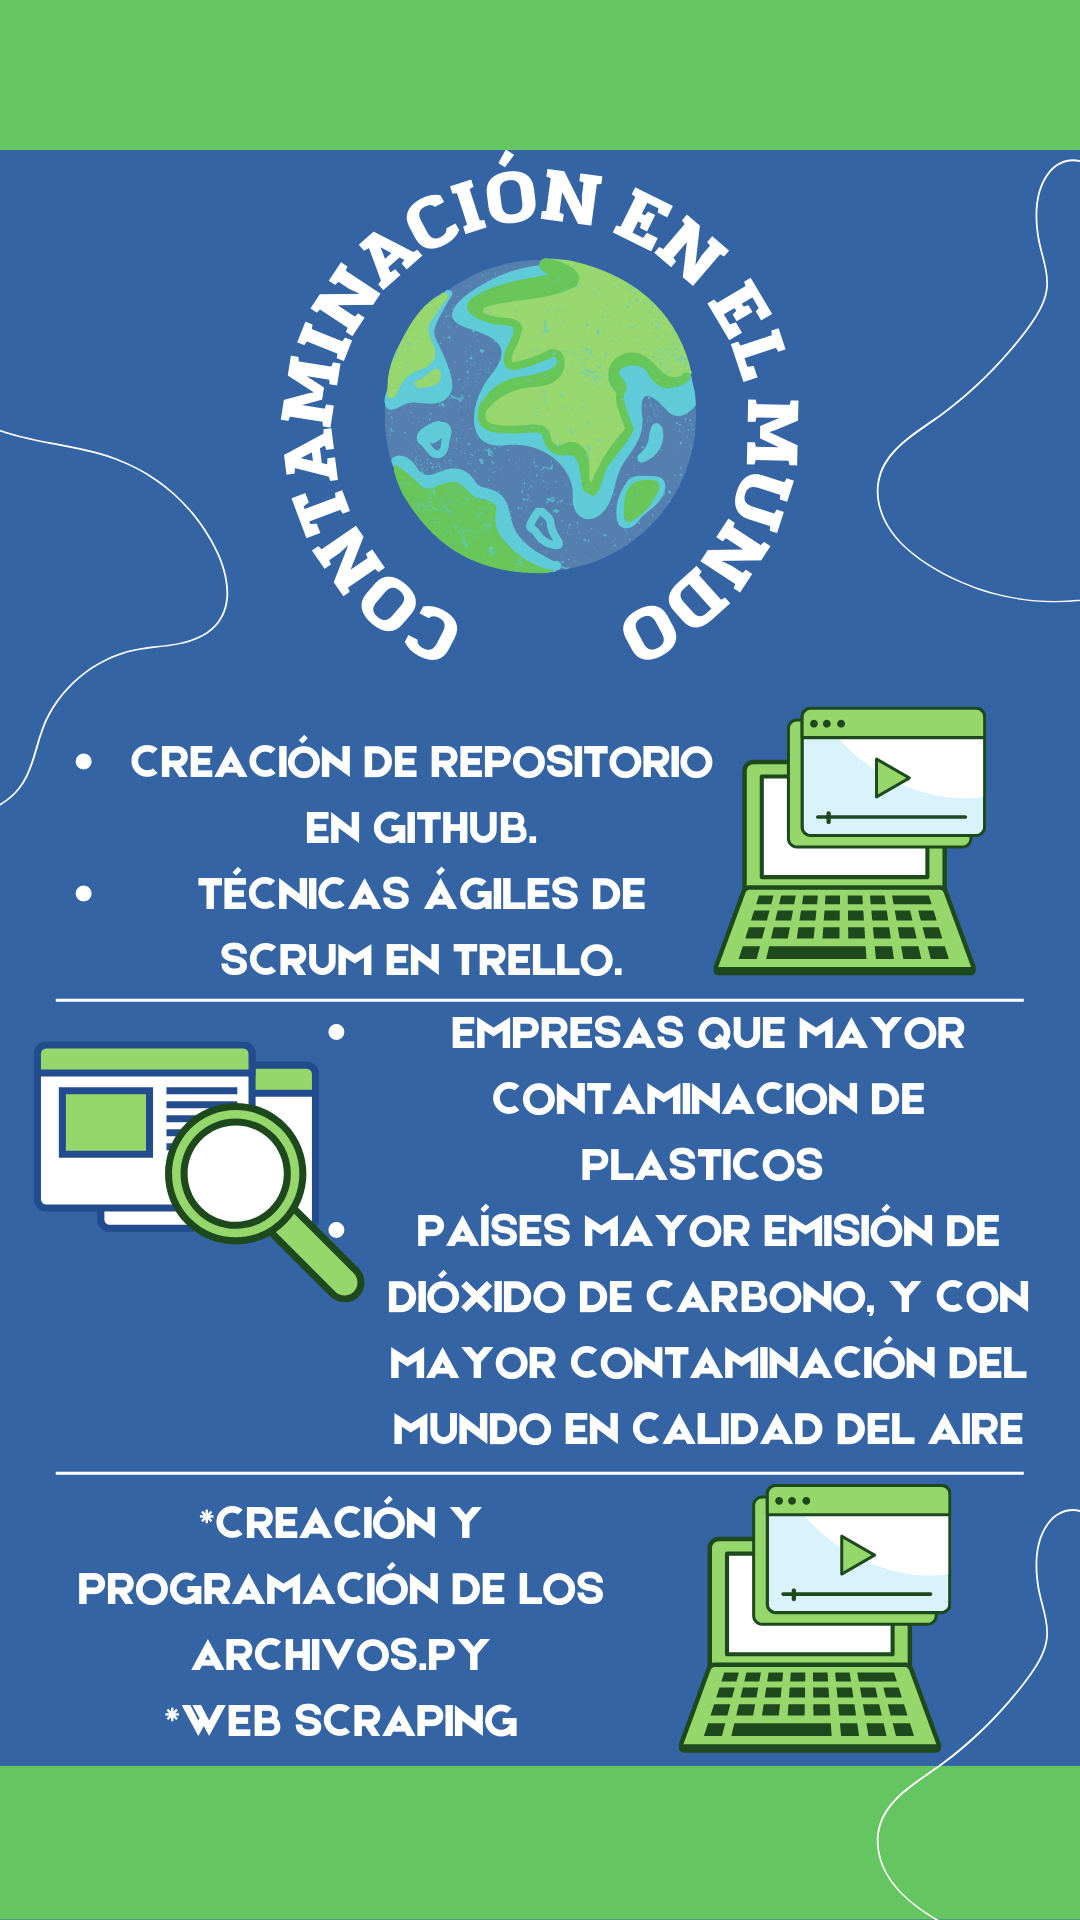 CONTAMINACIÓN EN EL MUNDO
• CREACIÓN DE REPOSITORIO
EN GITHUB.
• TÉCNICAS ÁGILES DE
SCRUM EN TRELLO.
• EMPRESAS QUE MAYOR
CONTAMINACION DE
PLASTICOS
• PAÍSES MAYOR EMISIÓN DE
DIÓXIDO DE CARBONO, Y CON
MAYOR CONTAMINACIÓN DEL
MUNDO EN CALIDAD DEL AIRE
*CREACIÓN Y
PROGRAMACIÓN DE LOS
ARCHIVOS.PY
*WEB SCRAPING